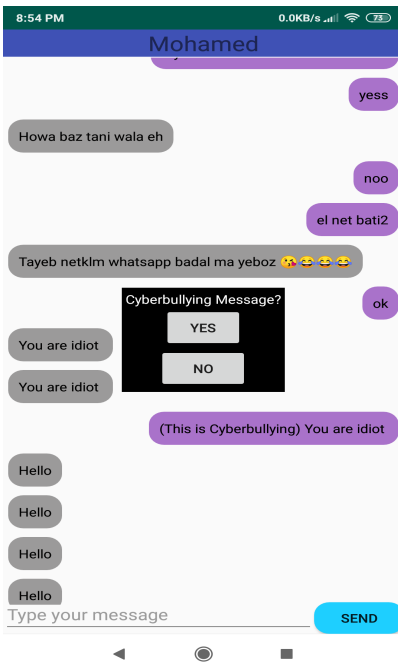 8:54 PM
0.0KB/s
73
Mohamed
yess
Howa baz tani wala eh
noo
el net bati2
Tayeb netklm whatsapp badal ma yeboz 😘😂😂😂
ok
Cyberbullying Message?
YES
NO
You are idiot
You are idiot
(This is Cyberbullying) You are idiot
Hello
Hello
Hello
Hello
Type your message
SEND